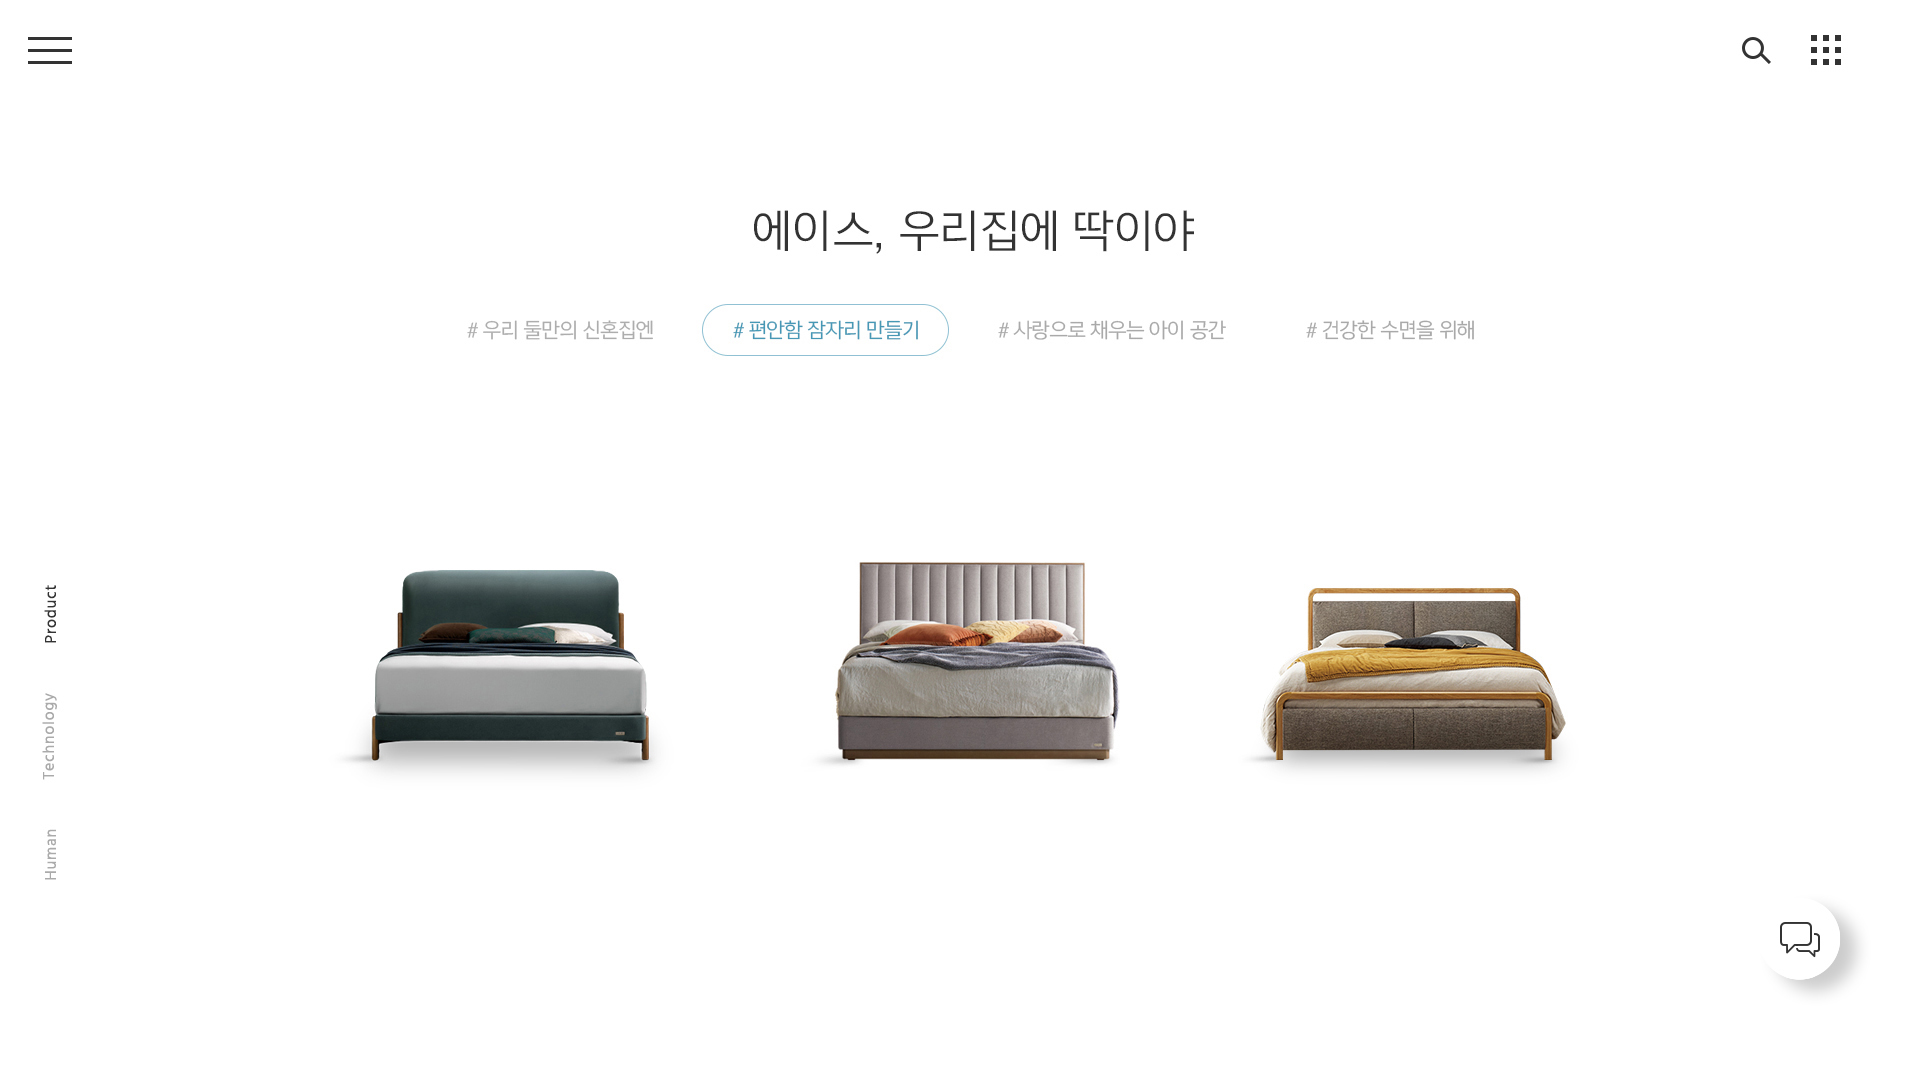 에이스, 우리집에 딱이야
# 우리 둘만의 신혼집엔
# 편안함 잠자리 만들기
# 사랑으로 채우는 아이 공간
# 건강한 수면을 위해
Product
Technology
Human